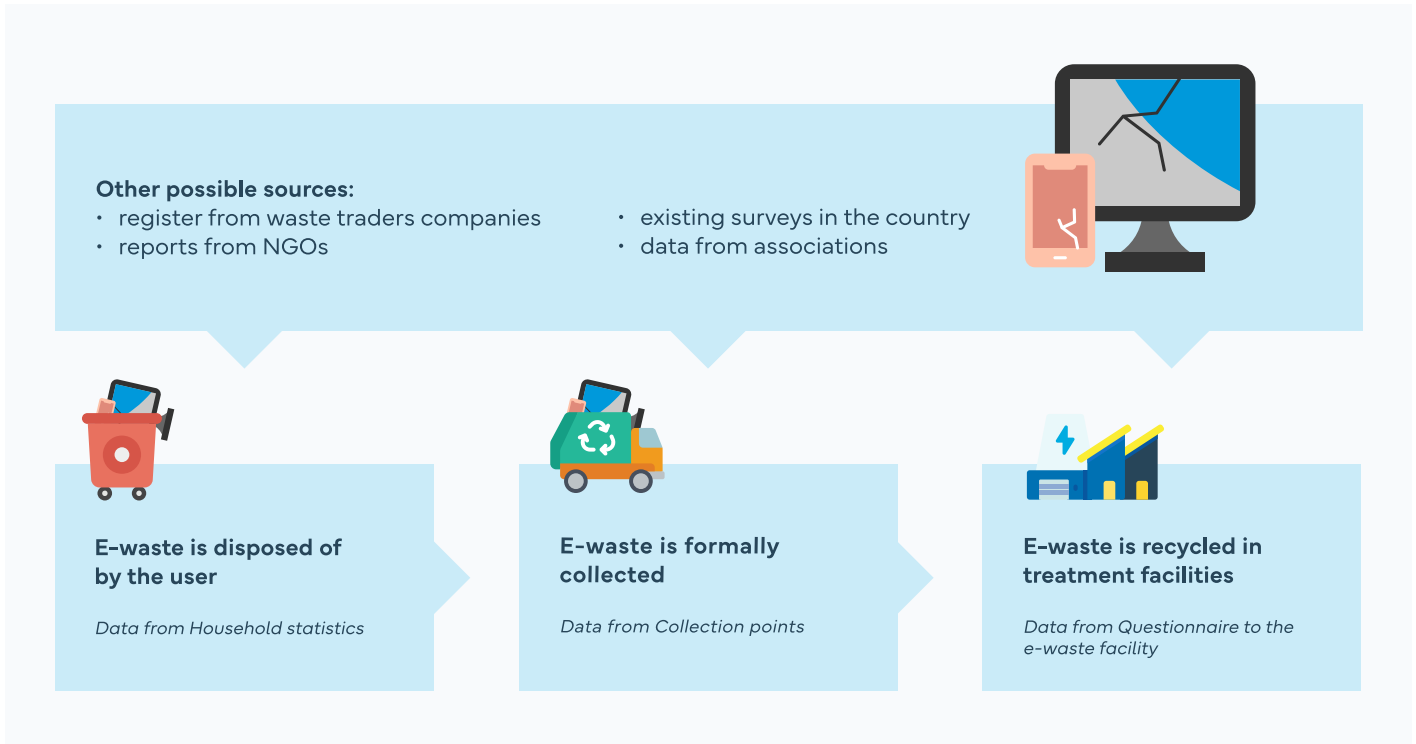 Other possible sources:
• register from waste traders companies
• reports from NGOs
• existing surveys in the country
• data from associations
E-waste is disposed of
by the user
Data from Household statistics
E-waste is formally
collected
Data from Collection points
E-waste is recycled in
treatment facilities
Data from Questionnaire to the
e-waste facility